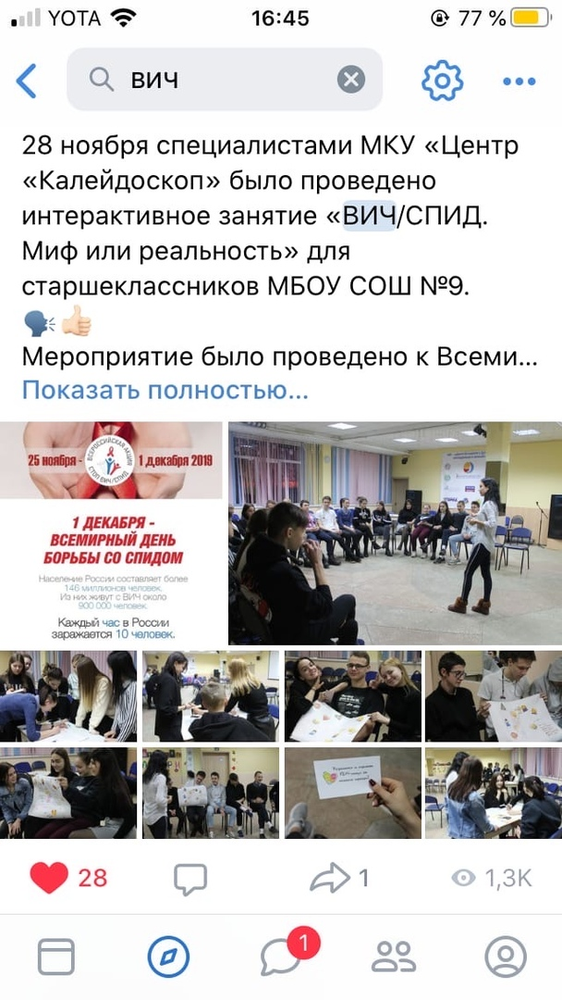 YOTA
16:45
77 %
ВИЧ
28 ноября специалистами МКУ «Центр
«Калейдоскоп» было проведено
интерактивное занятие «ВИЧ/СПИД.
Миф или реальность» для
старшеклассников МБОУ СОШ №9.
Мероприятие было проведено к Всеми...
Показать полностью...
25 ноября -
ВСЕРОССИЙСКАЯ АКЦИЯ
СТОП ВИЧ/СПИД
1 декабря 2019
1 ДЕКАБРЯ -
ВСЕМИРНЫЙ ДЕНЬ
БОРЬБЫ СО СПИДОМ
Население России составляет более
146 миллионов человек.
Из них живут с ВИЧ около
900 000 человек.
Каждый час в России
заражается 10 человек.
28
1
1,3K
1